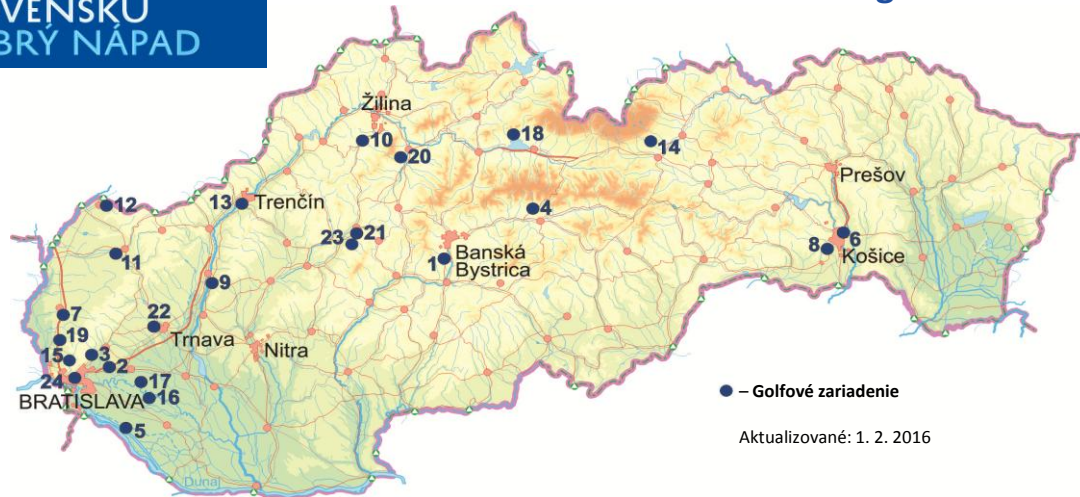 NÁPAD
Žilina
10
18
20
14
Prešov
12
13
Trenčín
4
21
23
6
8
Košice
11
1
Banská
Bystrica
9
7
22
19
Trnava
Nitra
15
3
2
24
17
BRATISLAVA
16
5
– Golfové zariadenie
Aktualizované: 1. 2. 2016
Dunaj